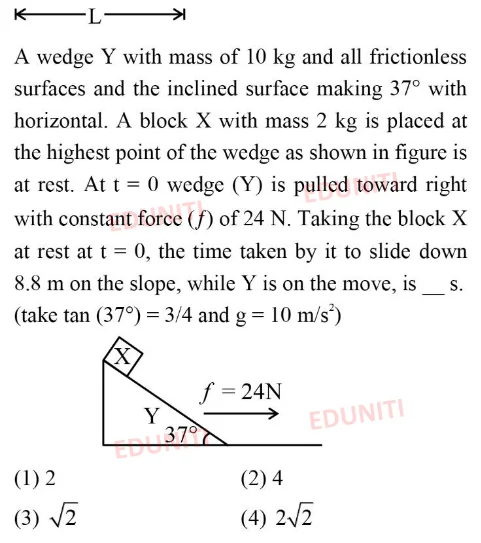 L
A wedge Y with mass of 10 kg and all frictionless
surfaces and the inclined surface making 37° with
horizontal. A block X with mass 2 kg is placed at
the highest point of the wedge as shown in figure is
at rest. At t = 0 wedge (Y) is pulled toward right
with constant force (f) of 24 N. Taking the block X
at rest at t = 0, the time taken by it to slide down
8.8 m on the slope, while Y is on the move, is __ s.
(take tan (37°) = 3/4 and g = 10 m/s²)
X
f = 24N
Y
37°
(1) 2 (2) 4
(3) √2 (4) 2√2
EDUNITI
EDUNITI
EDUNITI
EDUNITI